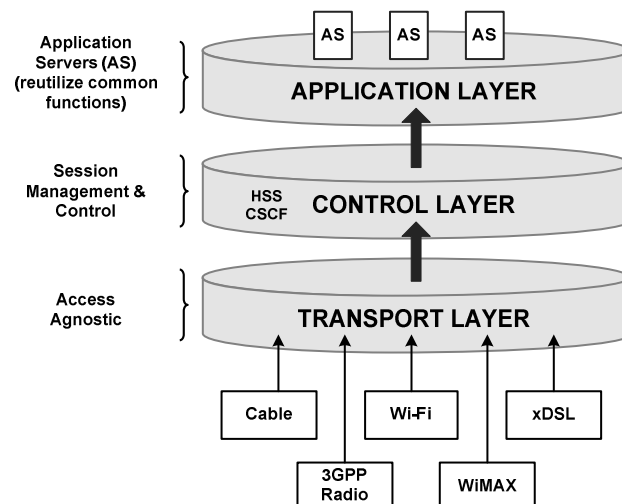 Application
Servers (AS)
(reutilize common
functions)
AS
AS
AS
APPLICATION LAYER
Session
Management &
Control
HSS
CSCF
CONTROL LAYER
Access
Agnostic
TRANSPORT LAYER
Cable
Wi-Fi
xDSL
3GPP
Radio
WiMAX